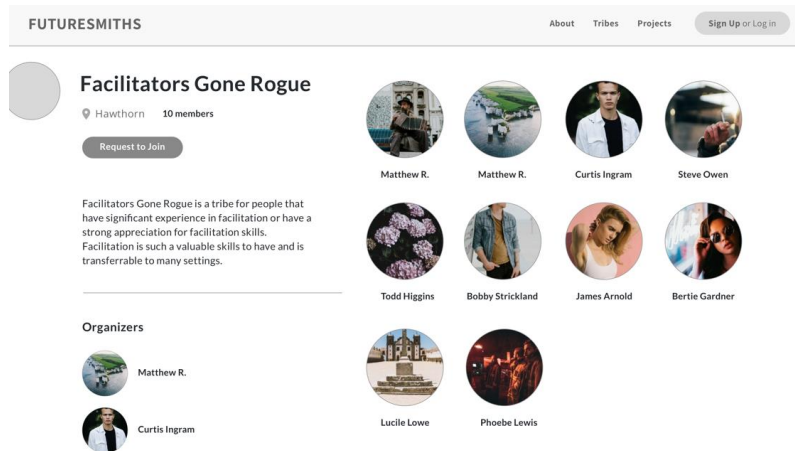 FUTURESMITHS
About Tribes Projects Sign Up or Log in
Facilitators Gone Rogue
Hawthorn 10 members
Request to Join
Facilitators Gone Rogue is a tribe for people that
have significant experience in facilitation or have a
strong appreciation for facilitation skills.
Facilitation is such a valuable skills to have and is
transferrable to many settings.
Organizers
Matthew R.
Curtis Ingram
Matthew R. Matthew R. Curtis Ingram Steve Owen
Todd Higgins Bobby Strickland James Arnold Bertie Gardner
Lucile Lowe Phoebe Lewis